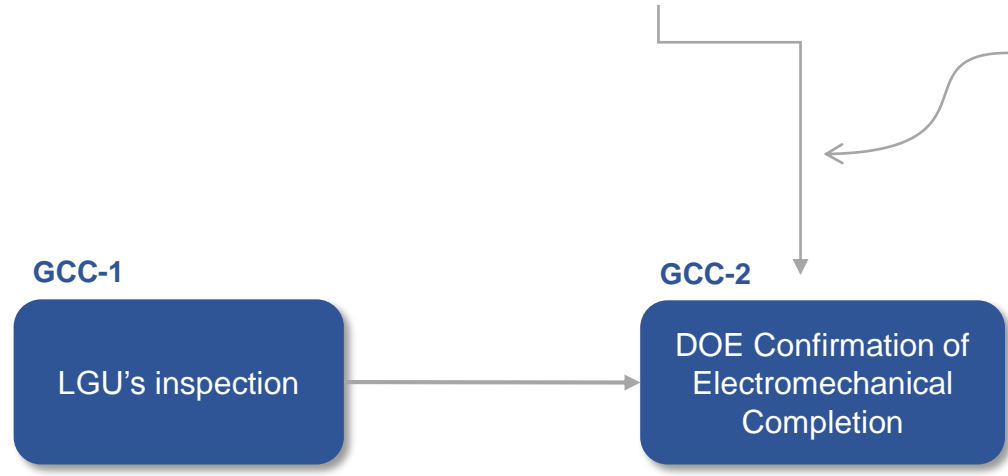 GCC-1
GCC-2
LGU’s inspection
DOE Confirmation of
Electromechanical
Completion